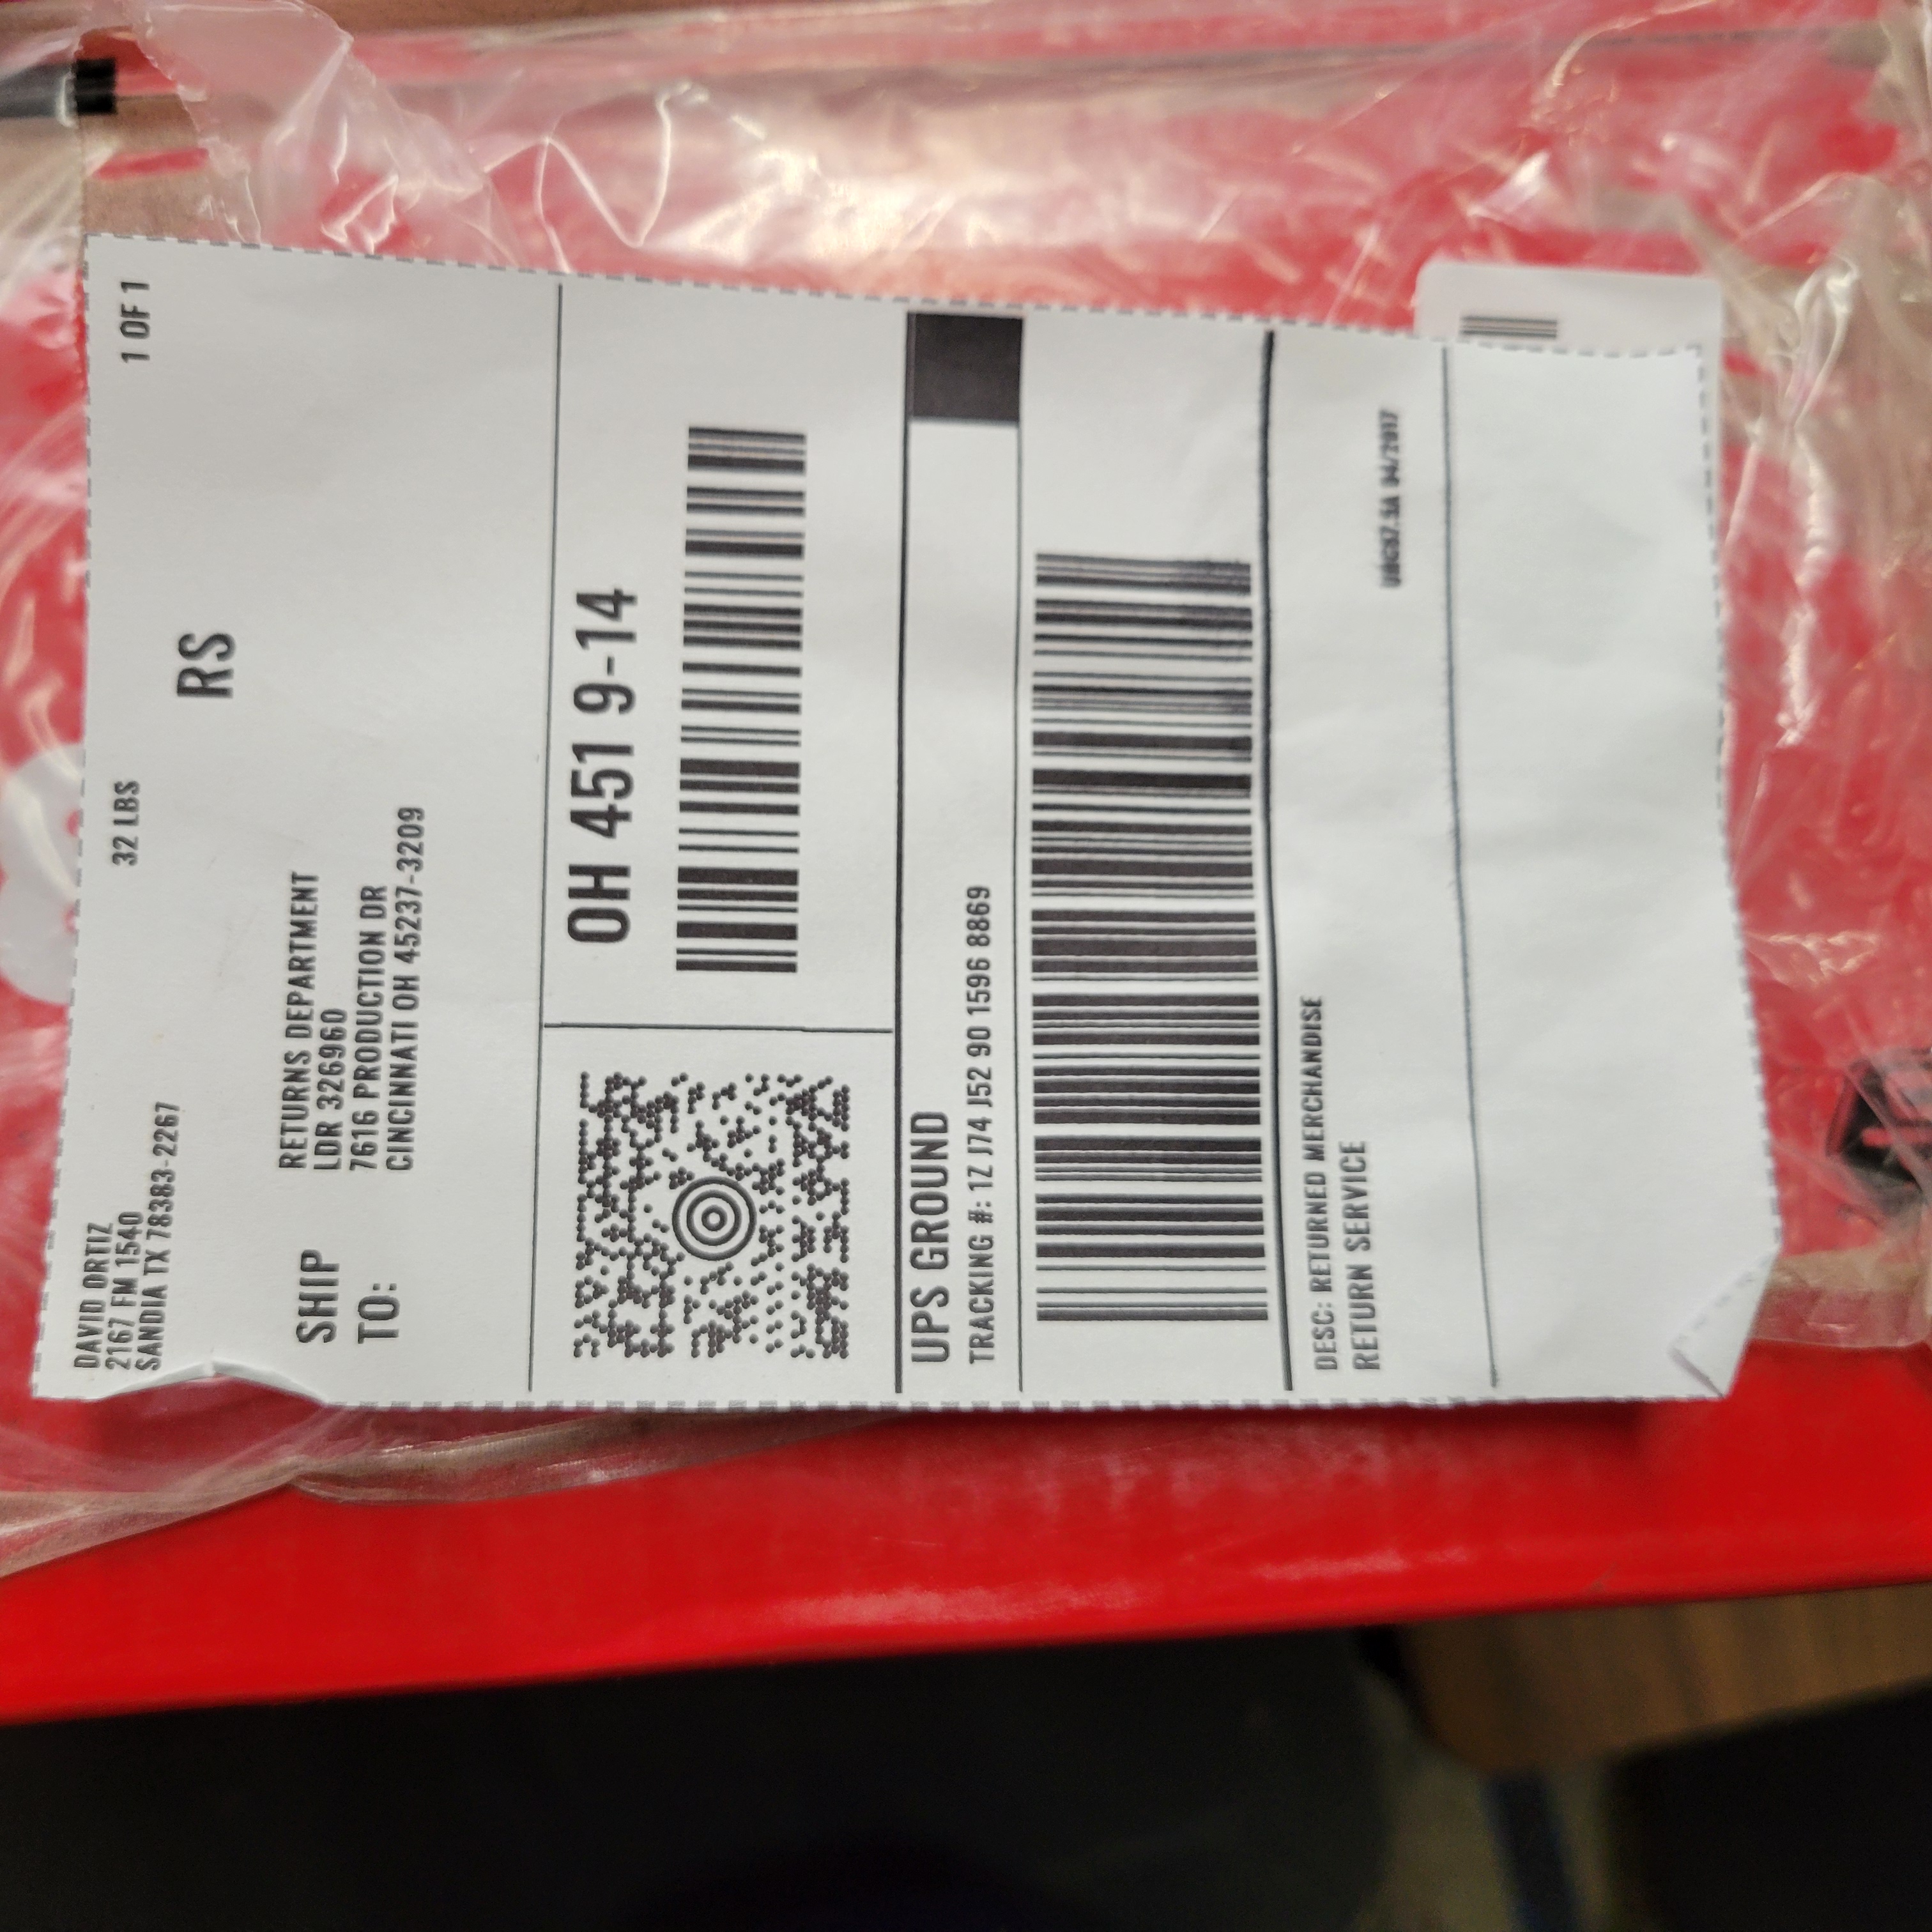 DAVID ORTIZ
2167 FM 1540
SANDIA TX 78383-2267
32 LBS
1 OF 1
RS
SHIP
TO:
RETURNS DEPARTMENT
LDR 326960
7616 PRODUCTION DR
CINCINNATI OH 45237-3209
OH 451 9-14
UPS GROUND
TRACKING #: 1Z J74 J52 90 1596 8869
DESC: RETURNED MERCHANDISE
RETURN SERVICE